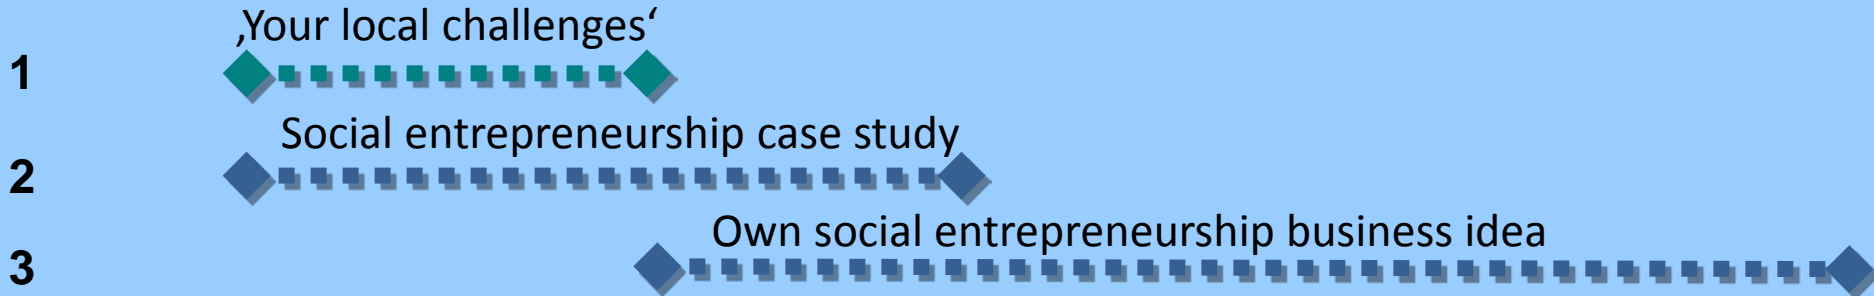 ‚Your local challenges‘
1
Social entrepreneurship case study
2
Own social entrepreneurship business idea
3